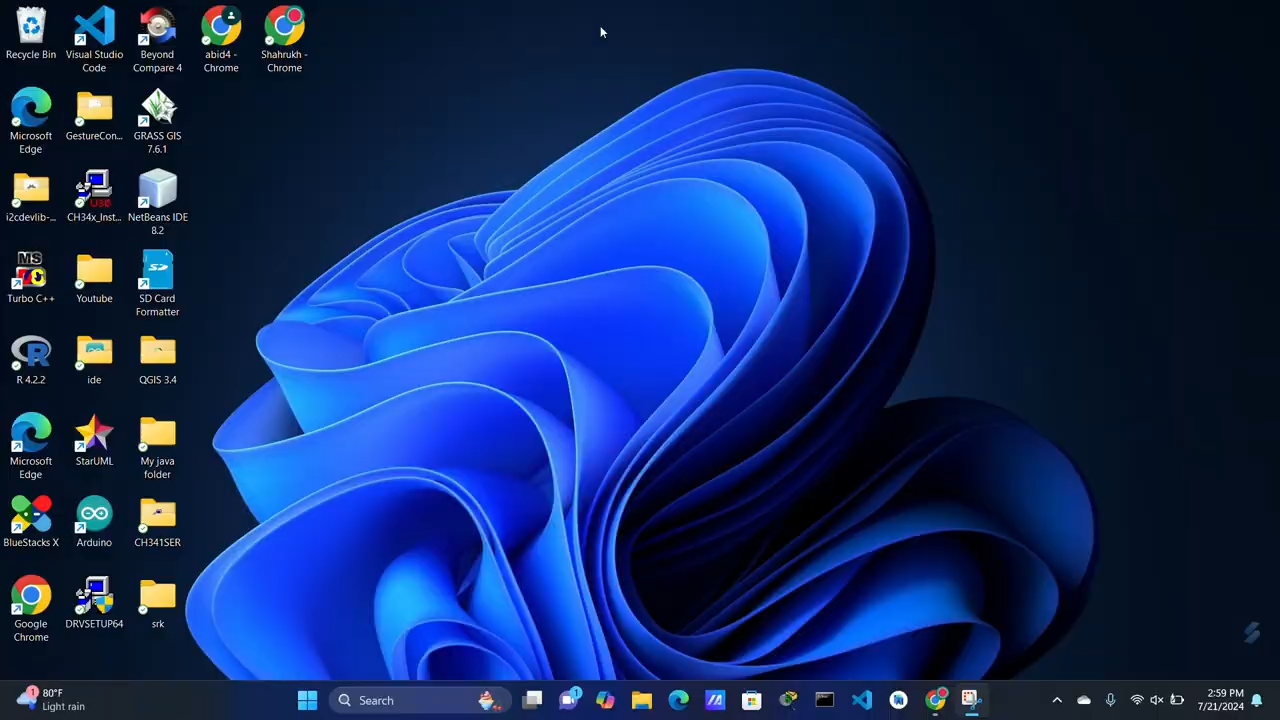 Recycle Bin
Visual Studio
Code
Beyond
Compare 4
abid4 -
Chrome
Shahrukh -
Chrome
Microsoft
Edge
GestureCon...
GRASS GIS
7.6.1
i2cdevlib-...
CH34x_Inst...
NetBeans IDE
8.2
MS
Turbo C++
Youtube
SD Card
Formatter
R 4.2.2
ide
QGIS 3.4
Microsoft
Edge
StarUML
My java
folder
BlueStacks X
Arduino
CH341SER
Google
Chrome
DRVSETUP64
srk
1
80°F
Light rain
Search
1
2:59 PM
7/21/2024